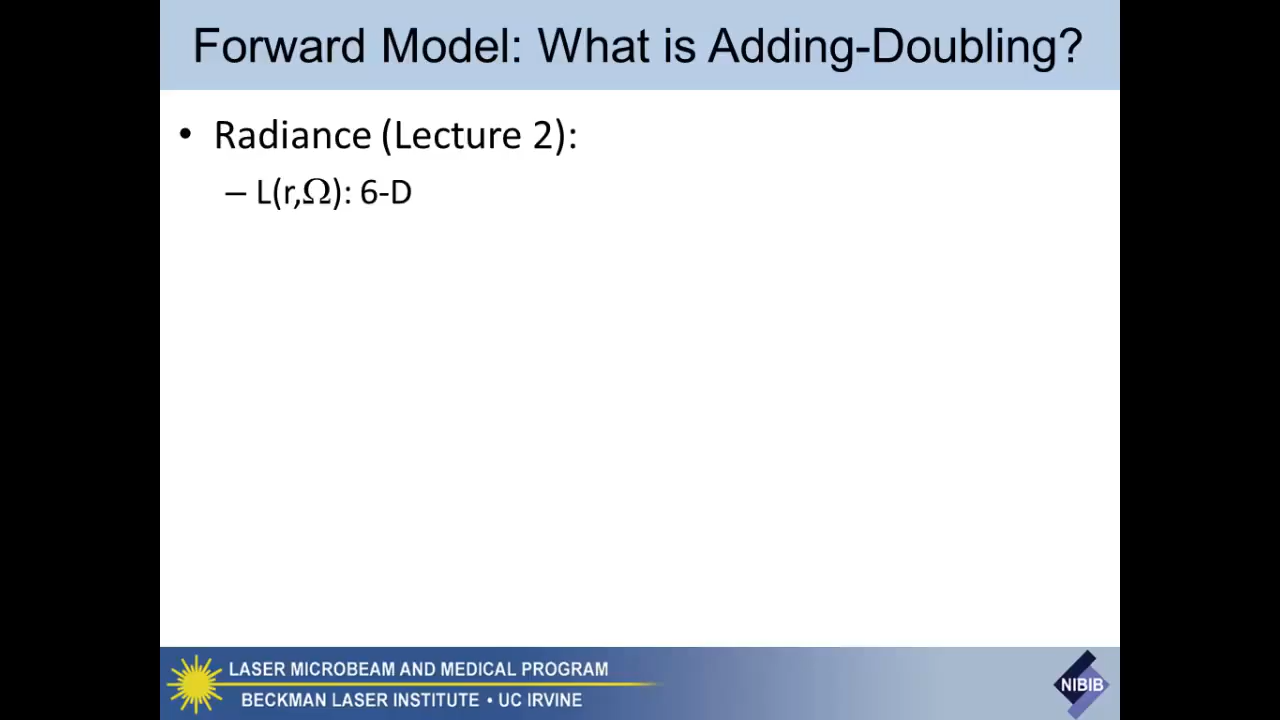 Forward Model: What is Adding-Doubling?
• Radiance (Lecture 2):
– L(r,Ω): 6-D
LASER MICROBEAM AND MEDICAL PROGRAM
BECKMAN LASER INSTITUTE • UC IRVINE
NIBIB